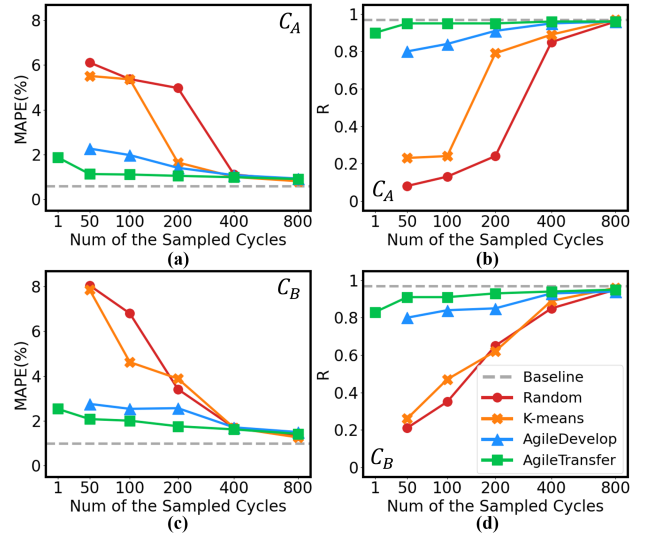 C_A
8
6
4
2
0
MAPE(%)
1 50 100 200 400 800
Num of the Sampled Cycles
(a)
1
0.8
0.6
0.4
0.2
0
R
C_A
1 50 100 200 400 800
Num of the Sampled Cycles
(b)
C_B
8
6
4
2
0
MAPE(%)
1 50 100 200 400 800
Num of the Sampled Cycles
(c)
1
0.8
0.6
0.4
0.2
0
R
Baseline
Random
K-means
AgileDevelop
AgileTransfer
C_B
1 50 100 200 400 800
Num of the Sampled Cycles
(d)